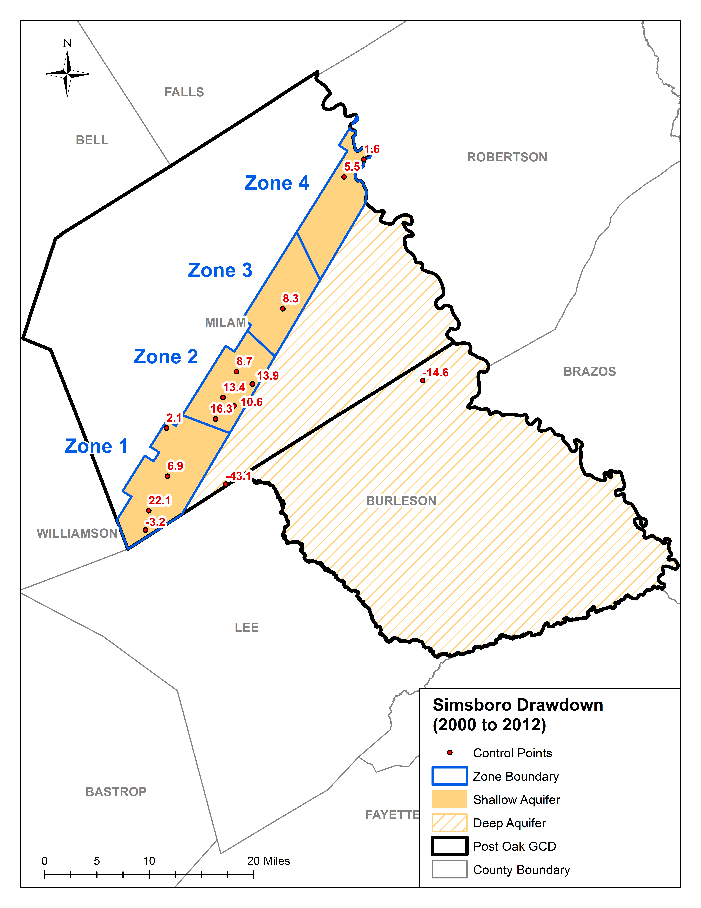 N
FALLS
BELL
ROBERTSON
1.6
5.5
Zone 4
Zone 3
8.3
MILAM
Zone 2
8.7
13.9
13.4
10.6
16.3
2.1
-14.6
BRAZOS
Zone 1
6.9
-43.1
22.1
BURLESON
-3.2
WILLIAMSON
LEE
BASTROP
FAYETTE
Simsboro Drawdown
(2000 to 2012)
Control Points
Zone Boundary
Shallow Aquifer
Deep Aquifer
Post Oak GCD
County Boundary
0 5 10 20 Miles